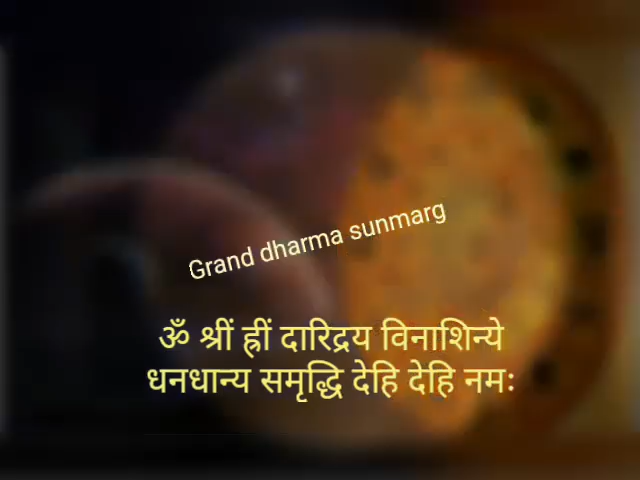 Grand dharma sunmarg
ॐ श्रीं ह्रीं दारिद्रय विनाशिन्ये
धनधान्य समृद्धि देहि देहि नमः